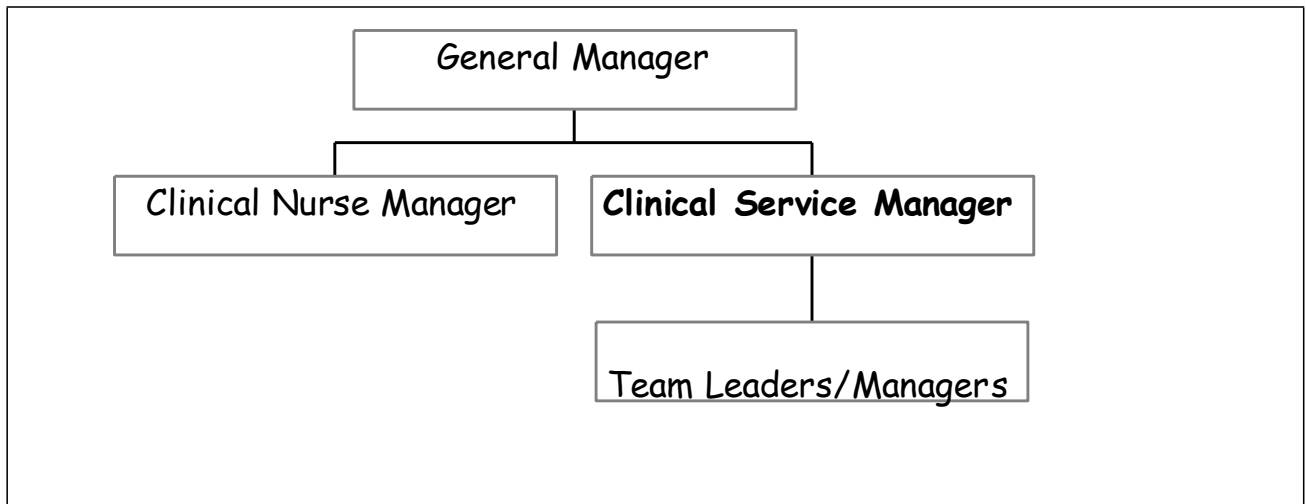 General Manager
Clinical Nurse Manager
Clinical Service Manager
Team Leaders/Managers